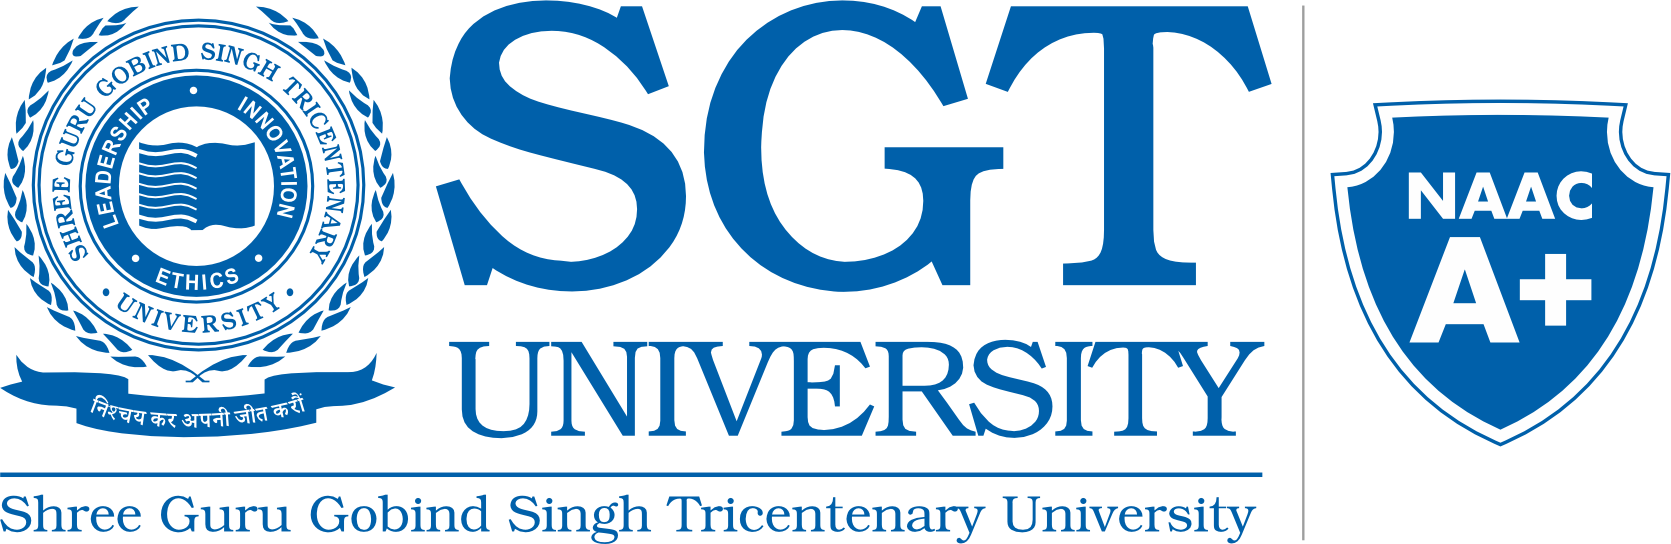 SHREE GURU GOBIND SINGH TRICENTENARY
• UNIVERSITY •
LEADERSHIP • INNOVATION • ETHICS •
निश्चय कर अपनी जीत करौं
SGT
UNIVERSITY
Shree Guru Gobind Singh Tricentenary University
NAAC
A+